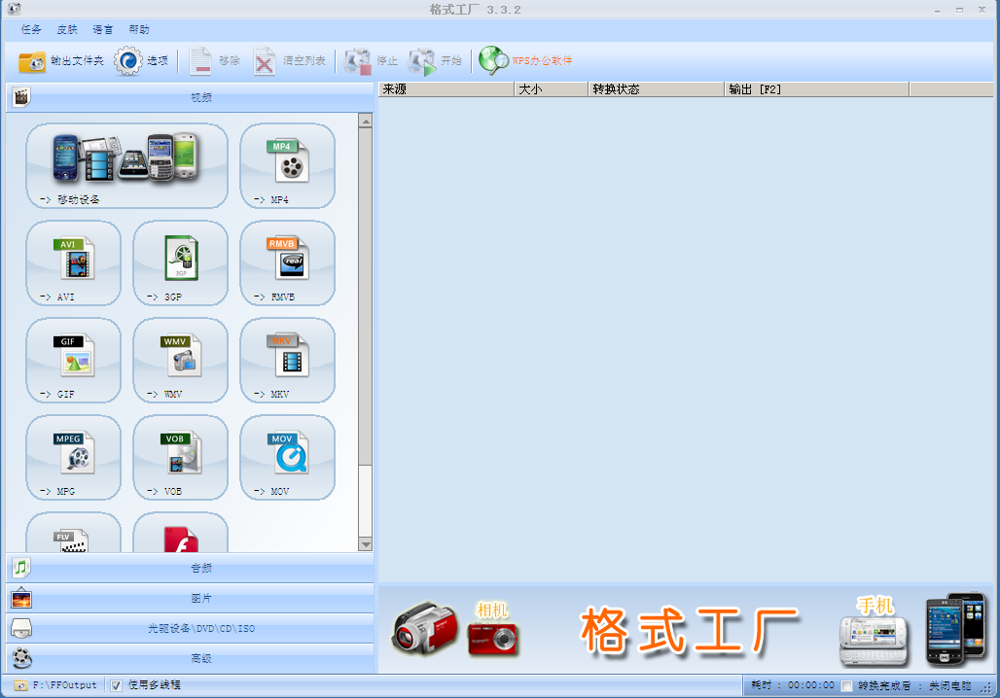 格式工厂 3.3.2
任务 皮肤 语言 帮助
输出文件夹 选项 移除 清空列表 停止 开始 WPS办公软件
视频
来源 大小 转换状态 输出 [F2]
MP4
-> 移动设备 -> MP4
AVI 3GP RMVB
real
-> AVI -> 3GP -> RMVB
GIF WMV MKV
-> GIF -> WMV -> MKV
MPEG VOB MOV
-> MPG -> VOB -> MOV
FLV
音频
图片
光驱设备\DVD\CD\ISO
高级
相机 格式工厂 手机
F:\FFOutput 使用多线程 耗时 : 00:00:00 转换完成后 : 关闭电脑